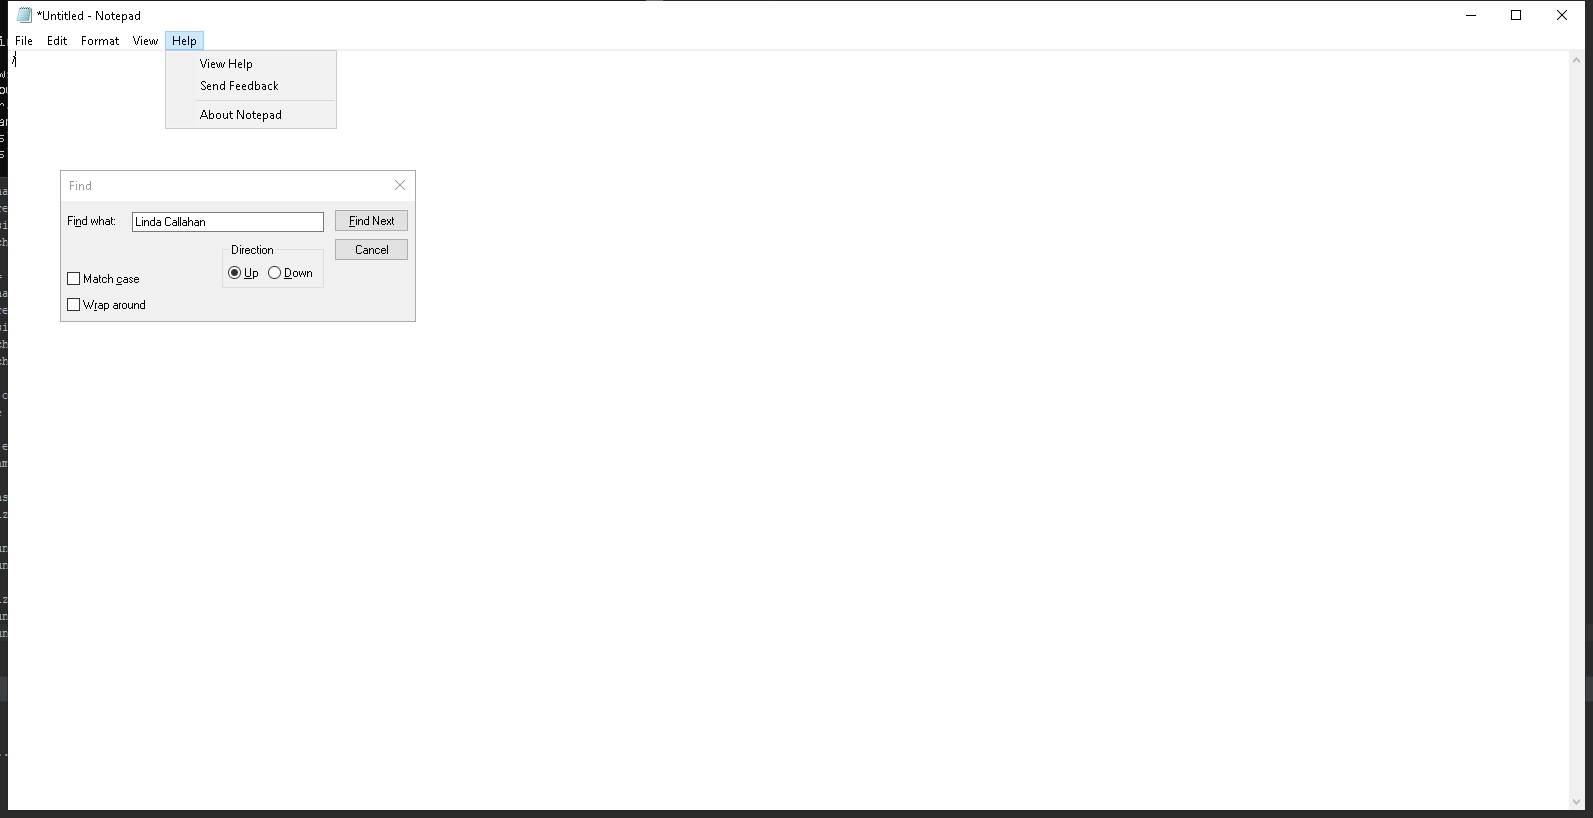 *Untitled - Notepad
File Edit Format View Help
View Help
Send Feedback
About Notepad
Find
Find what: Linda Callahan Find Next
Direction Cancel
Up Down
Match case
Wrap around